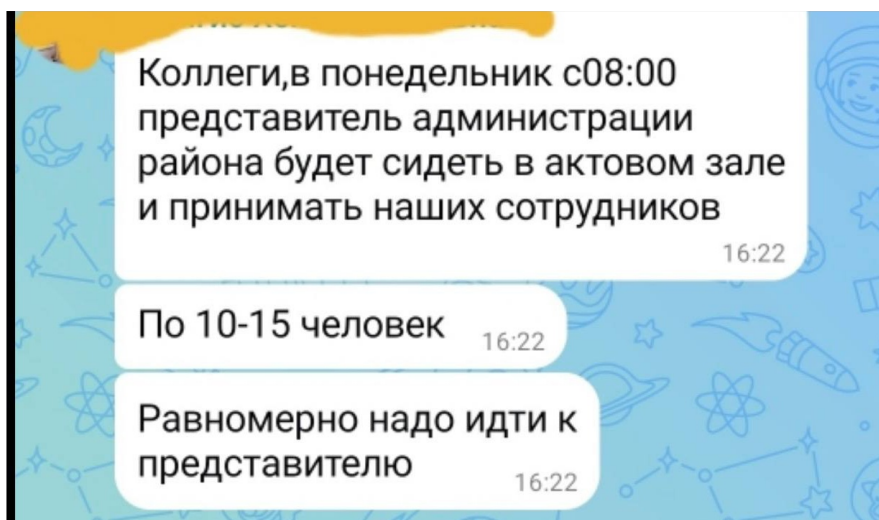 Коллеги,в понедельник с08:00
представитель администрации
района будет сидеть в актовом зале
и принимать наших сотрудников
16:22
По 10-15 человек 16:22
Равномерно надо идти к
представителю 16:22